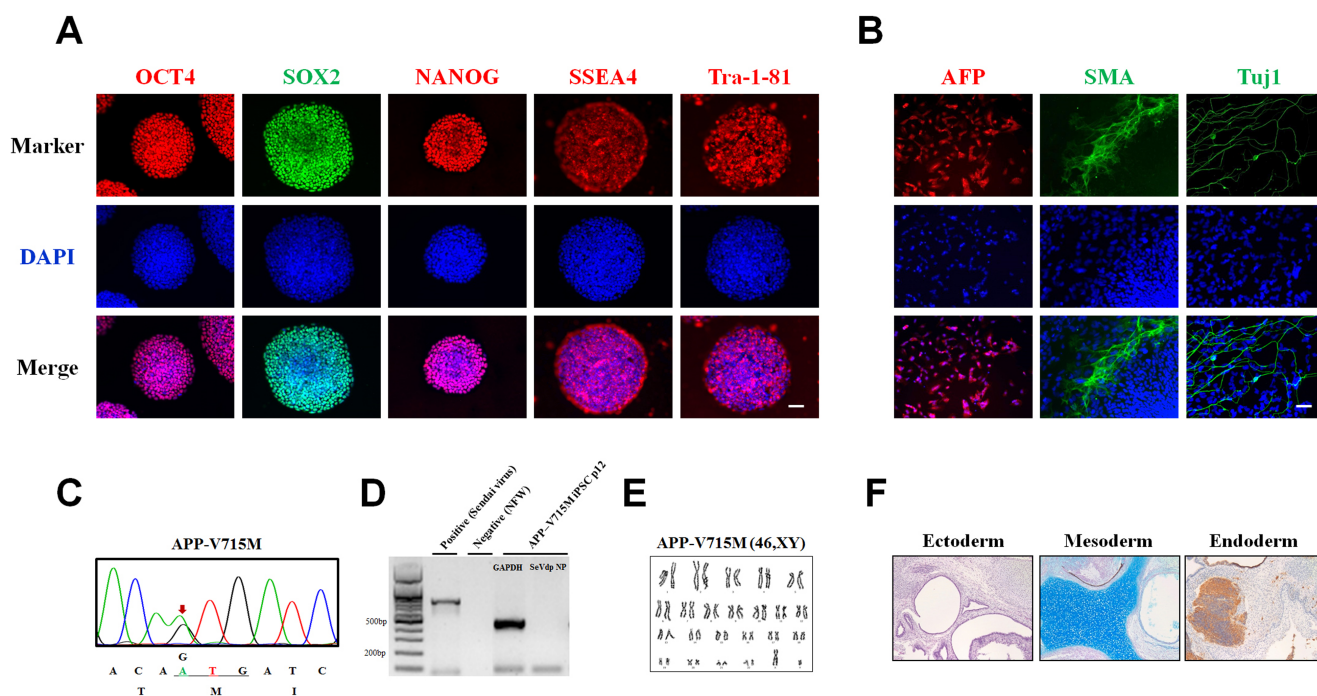 A
B
OCT4 SOX2 NANOG SSEA4 Tra-1-81
AFP SMA Tuj1
Marker
DAPI
Merge
C
D
E
F
APP-V715M
G
A C A A A T G A T C
T M I
Positive (Sendai virus)
Negative (NFW)
APP-V715M iPSC p12
GAPDH SeVdp NP
500bp
200bp
APP-V715M (46,XY)
Ectoderm Mesoderm Endoderm